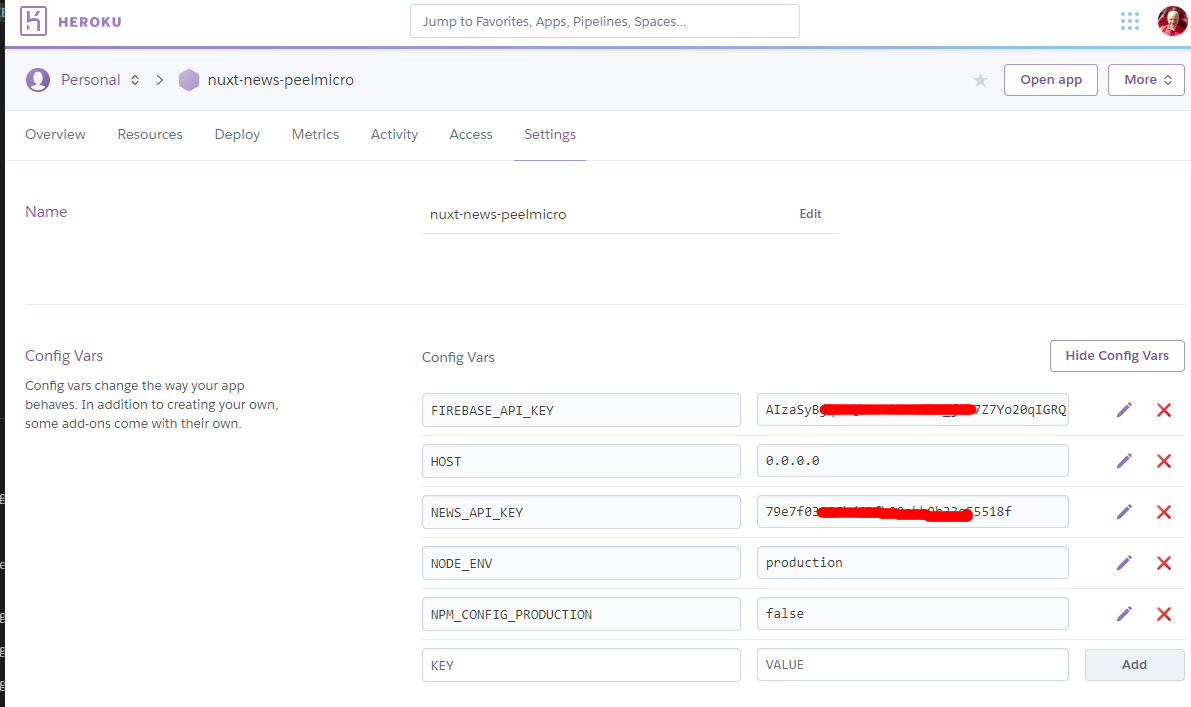 HEROKU
Jump to Favorites, Apps, Pipelines, Spaces...
Personal
nuxt-news-peelmicro
Open app
More
Overview
Resources
Deploy
Metrics
Activity
Access
Settings
Name
nuxt-news-peelmicro
Edit
Config Vars
Config vars change the way your app
behaves. In addition to creating your own,
some add-ons come with their own.
Config Vars
Hide Config Vars
FIREBASE_API_KEY
AIzaSyB 7Z7Yo20qIGRQ
HOST
0.0.0.0
NEWS_API_KEY
79e7f03 5518f
NODE_ENV
production
NPM_CONFIG_PRODUCTION
false
KEY
VALUE
Add